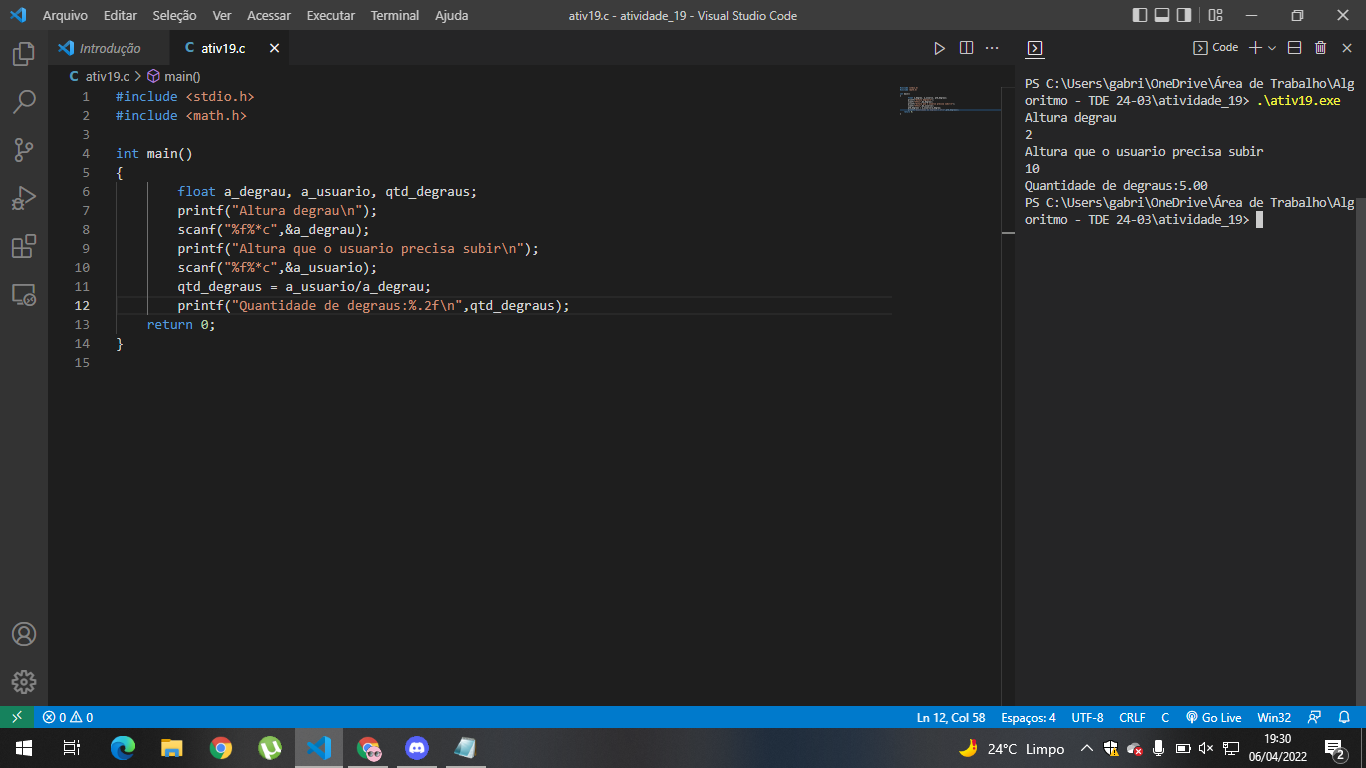 Arquivo Editar Seleção Ver Acessar Executar Terminal Ajuda ativ19.c - atividade_19 - Visual Studio Code
Introdução C ativ19.c Code
C ativ19.c > main()
1 #include <stdio.h>
2 #include <math.h>
3
4 int main()
5 {
6 float a_degrau, a_usuario, qtd_degraus;
7 printf("Altura degrau\n");
8 scanf("%f%*c",&a_degrau);
9 printf("Altura que o usuario precisa subir\n");
10 scanf("%f%*c",&a_usuario);
11 qtd_degraus = a_usuario/a_degrau;
12 printf("Quantidade de degraus:%.2f\n",qtd_degraus);
13 return 0;
14 }
15
PS C:\Users\gabri\OneDrive\Área de Trabalho\Alg
oritmo - TDE 24-03\atividade_19> .\ativ19.exe
Altura degrau
2
Altura que o usuario precisa subir
10
Quantidade de degraus:5.00
PS C:\Users\gabri\OneDrive\Área de Trabalho\Alg
oritmo - TDE 24-03\atividade_19>
0 0 Ln 12, Col 58 Espaços: 4 UTF-8 CRLF C Go Live Win32
24°C Limpo
19:30
06/04/2022
2